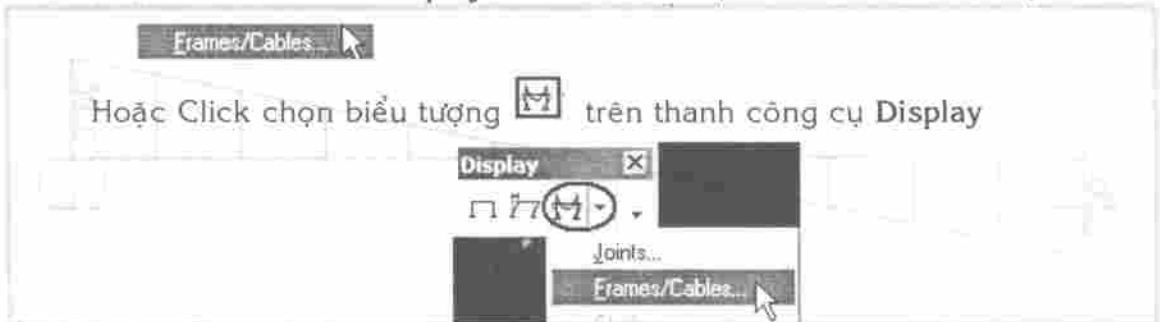 Frames/Cables...
Hoặc Click chọn biểu tượng trên thanh công cụ Display
Display
Joints...
Frames/Cables...